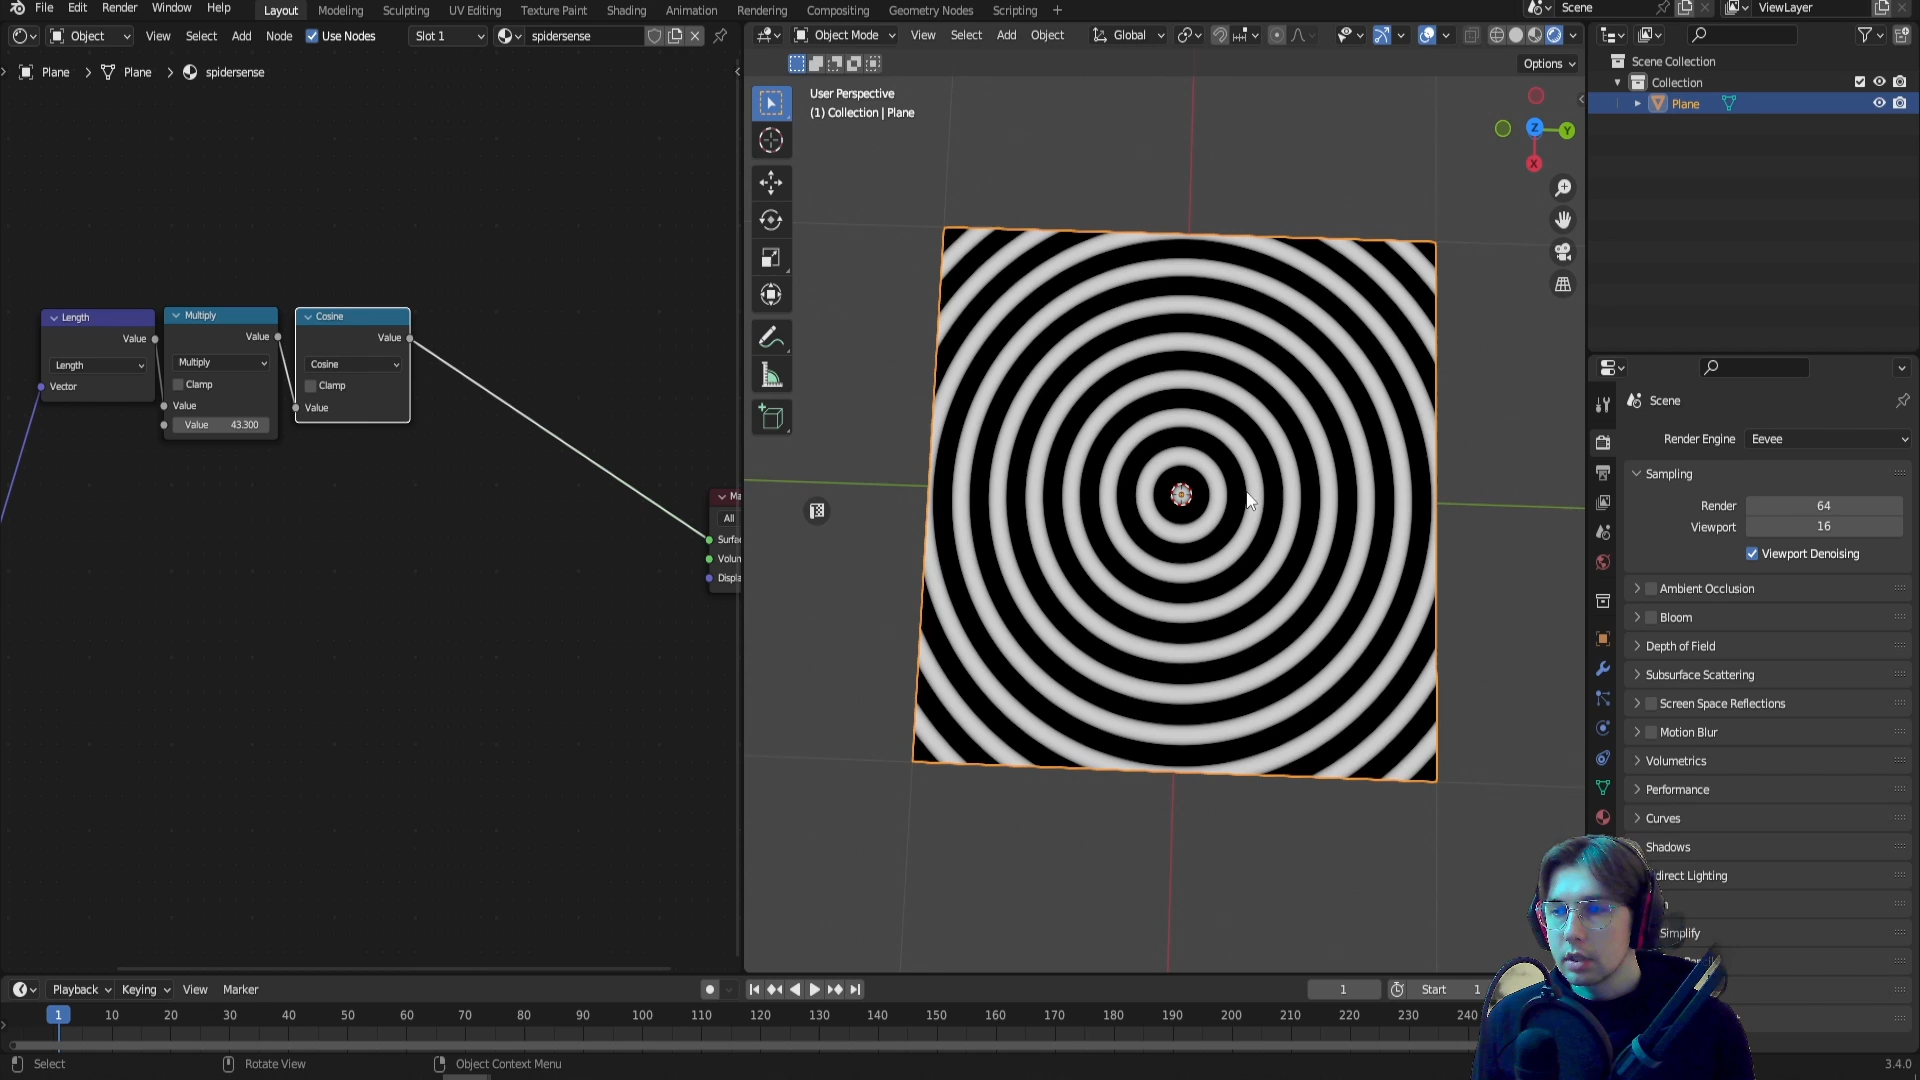 File Edit Render Window Help Layout Modeling Sculpting UV Editing Texture Paint Shading Animation Rendering Compositing Geometry Nodes Scripting + Scene ViewLayer
Object View Select Add Node Use Nodes Slot 1 spidersense
Object Mode View Select Add Object Global
Options
Plane > Plane > spidersense
User Perspective
(1) Collection | Plane
Scene Collection
Collection
Plane
X
Y
Z
Length
Value
Length
Vector
Multiply
Value
Multiply
Clamp
Value
Value 43.300
Cosine
Value
Cosine
Clamp
Value
Ma
All
Surfac
Volun
Displa
Scene
Render Engine Eevee
Sampling
Render 64
Viewport 16
Viewport Denoising
Ambient Occlusion
Bloom
Depth of Field
Subsurface Scattering
Screen Space Reflections
Motion Blur
Volumetrics
Performance
Curves
Shadows
direct Lighting
Simplify
Playback Keying View Marker
1 Start 1
1 10 20 30 40 50 60 70 80 90 100 110 120 130 140 150 160 170 180 190 200 210 220 230 240
Select Rotate View Object Context Menu 3.4.0